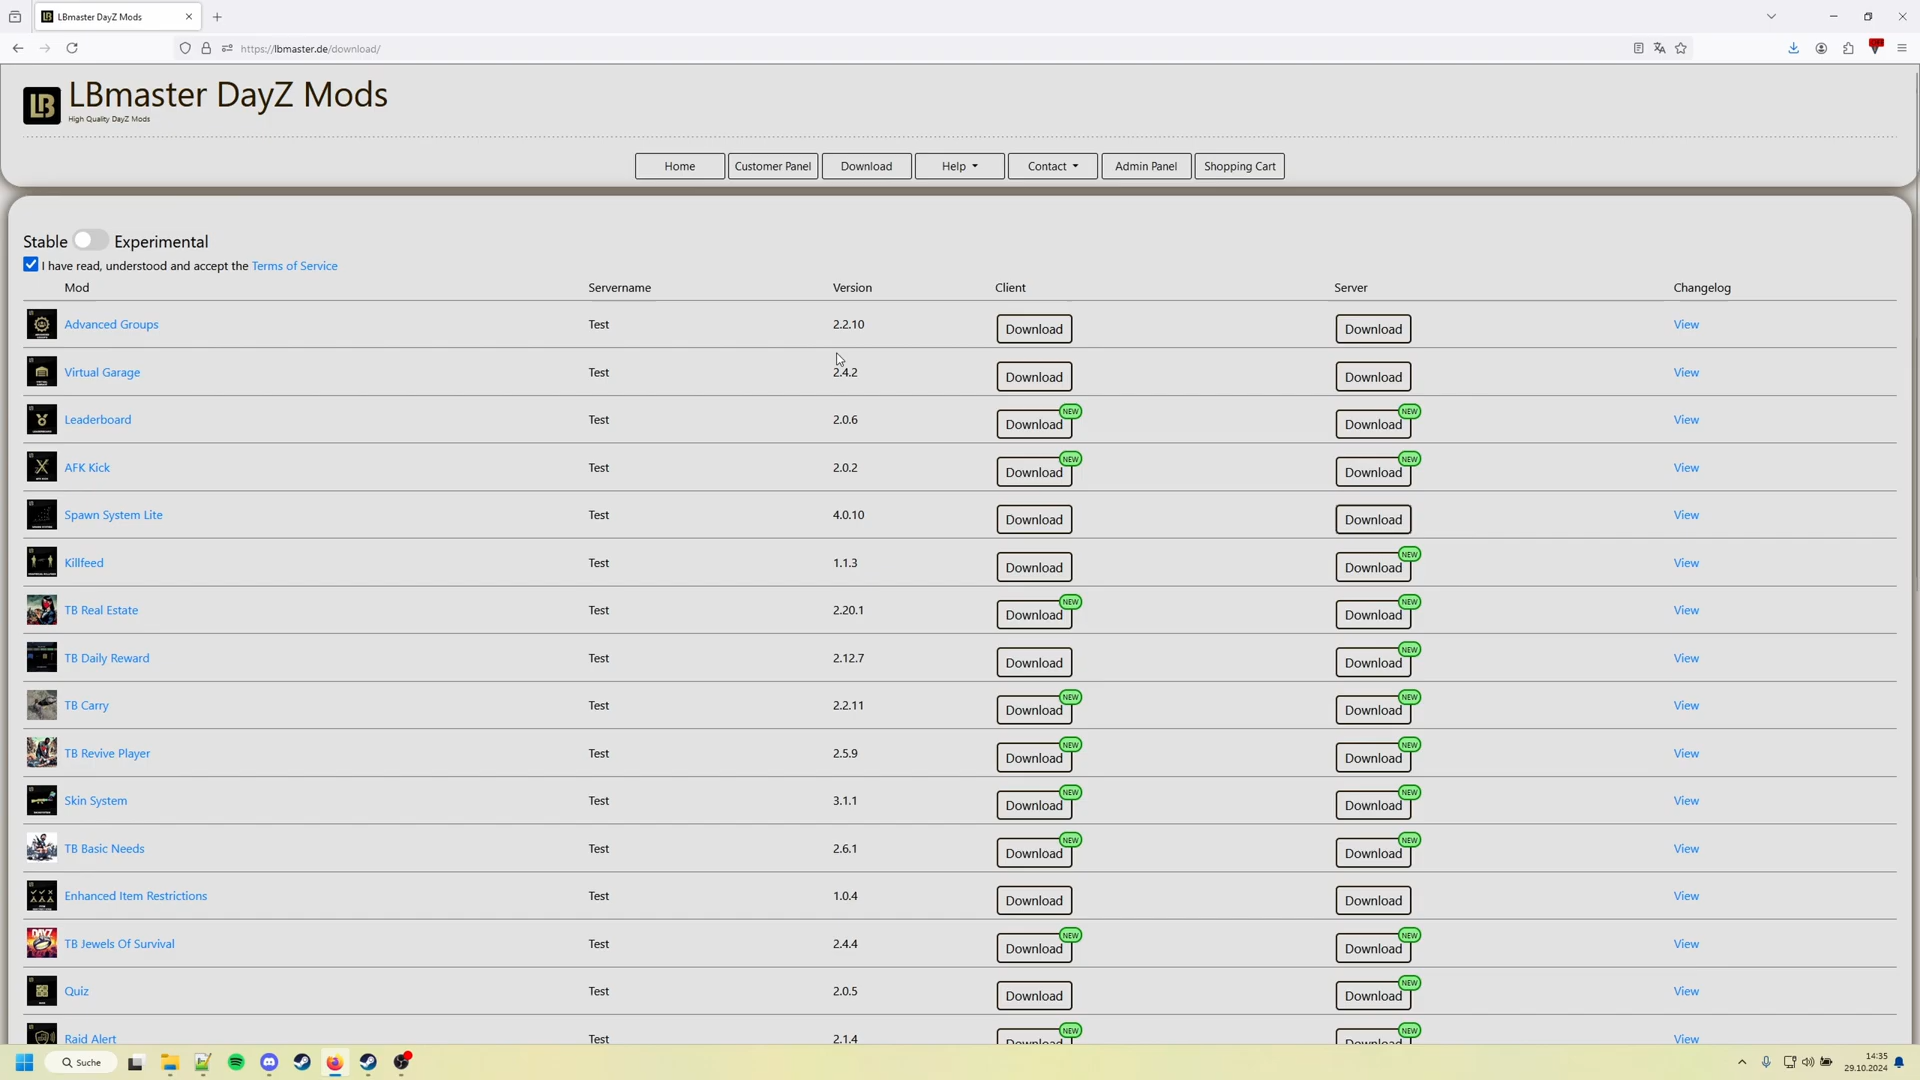 LBmaster DayZ Mods
https://lbmaster.de/download/
LB
LBmaster DayZ Mods
High Quality DayZ Mods
Home
Customer Panel
Download
Help
Contact
Admin Panel
Shopping Cart
Stable Experimental
I have read, understood and accept the Terms of Service
Mod Servername Version Client Server Changelog
Advanced Groups Test 2.2.10 Download Download View
Virtual Garage Test 2.4.2 Download Download View
Leaderboard Test 2.0.6 Download NEW Download NEW View
AFK Kick Test 2.0.2 Download NEW Download NEW View
Spawn System Lite Test 4.0.10 Download Download View
Killfeed Test 1.1.3 Download Download NEW View
TB Real Estate Test 2.20.1 Download NEW Download NEW View
TB Daily Reward Test 2.12.7 Download Download NEW View
TB Carry Test 2.2.11 Download NEW Download NEW View
TB Revive Player Test 2.5.9 Download NEW Download NEW View
Skin System Test 3.1.1 Download NEW Download NEW View
TB Basic Needs Test 2.6.1 Download NEW Download NEW View
Enhanced Item Restrictions Test 1.0.4 Download Download View
TB Jewels Of Survival Test 2.4.4 Download NEW Download NEW View
Quiz Test 2.0.5 Download Download NEW View
Raid Alert Test 2.1.4 Download NEW Download NEW View
Suche
14:35
29.10.2024